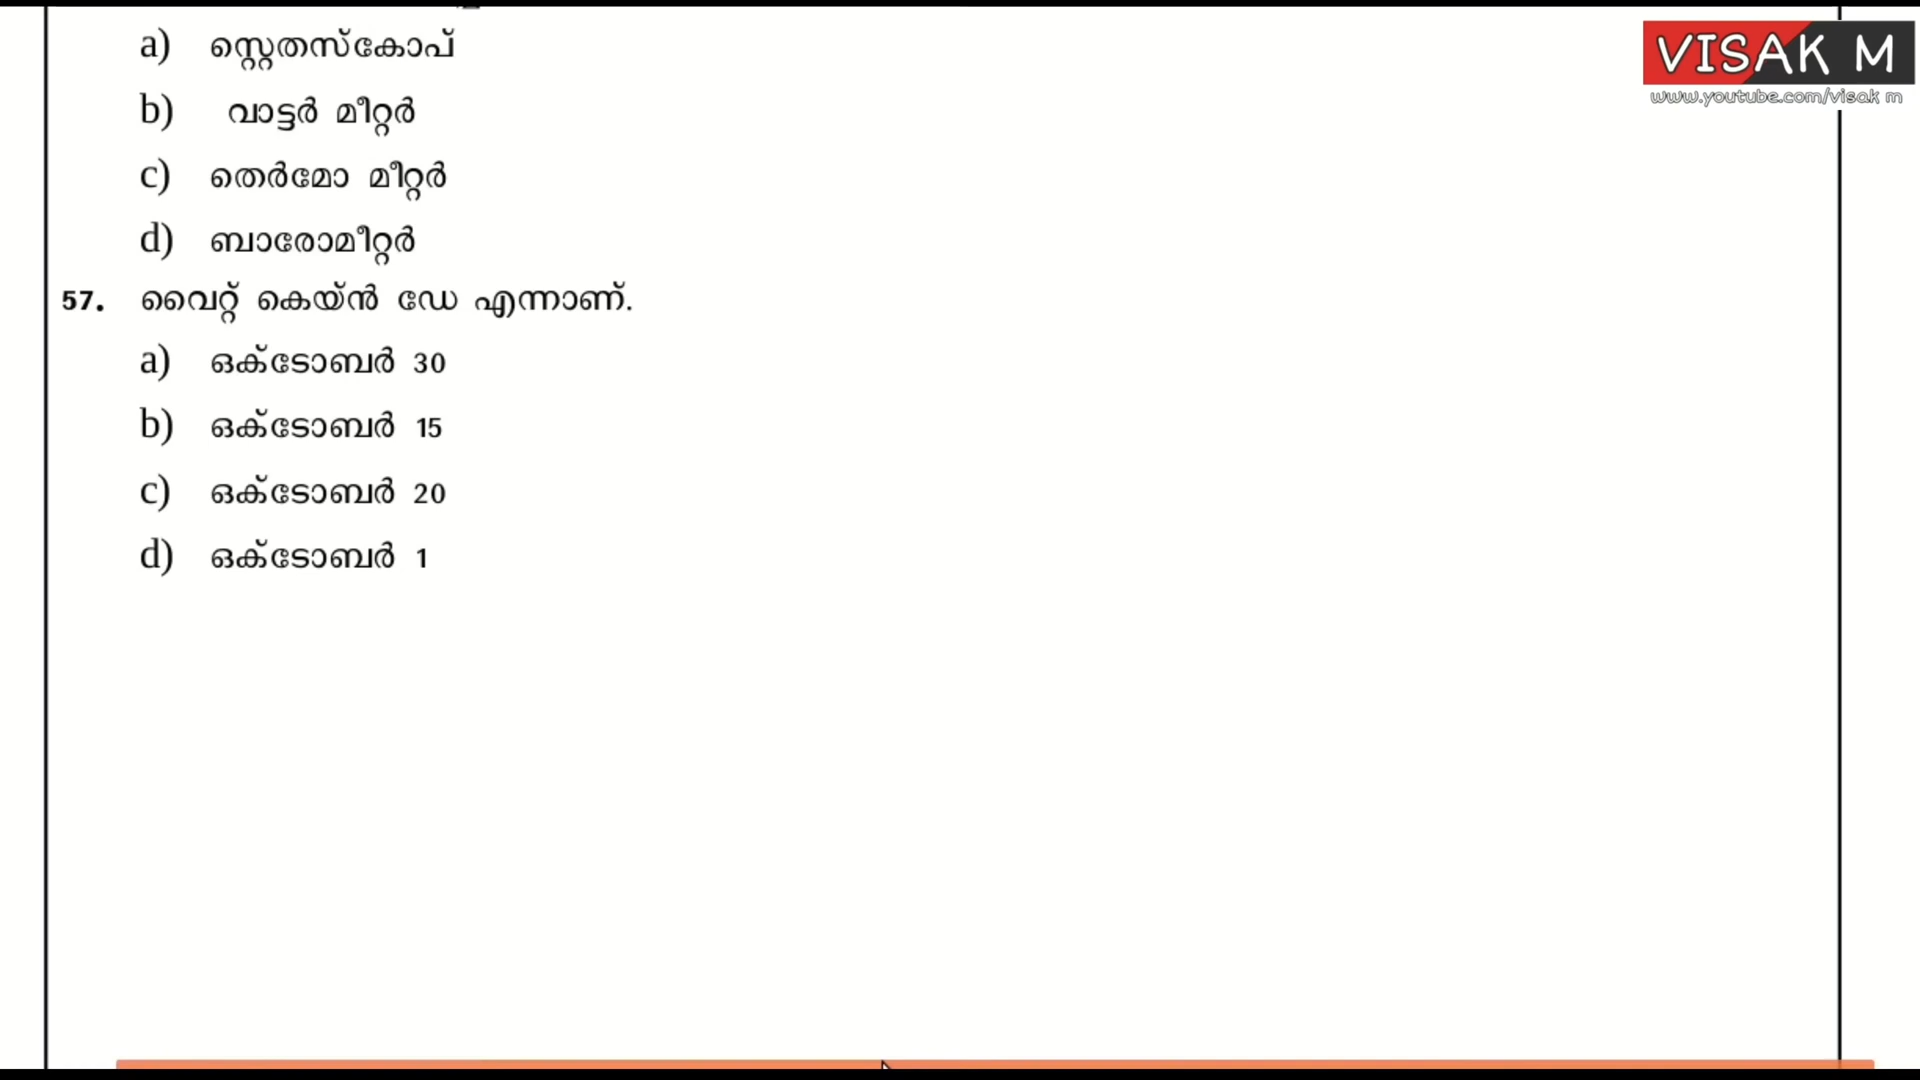 a) സ്റ്റെതസ്കോപ്
VISAK M
www.youtube.com/visak m
b) വാട്ടർ മീറ്റർ
c) തെർമോ മീറ്റർ
d) ബാരോമീറ്റർ
57. വൈറ്റ് കെയ്ൻ ഡേ എന്നാണ്.
a) ഒക്ടോബർ 30
b) ഒക്ടോബർ 15
c) ഒക്ടോബർ 20
d) ഒക്ടോബർ 1